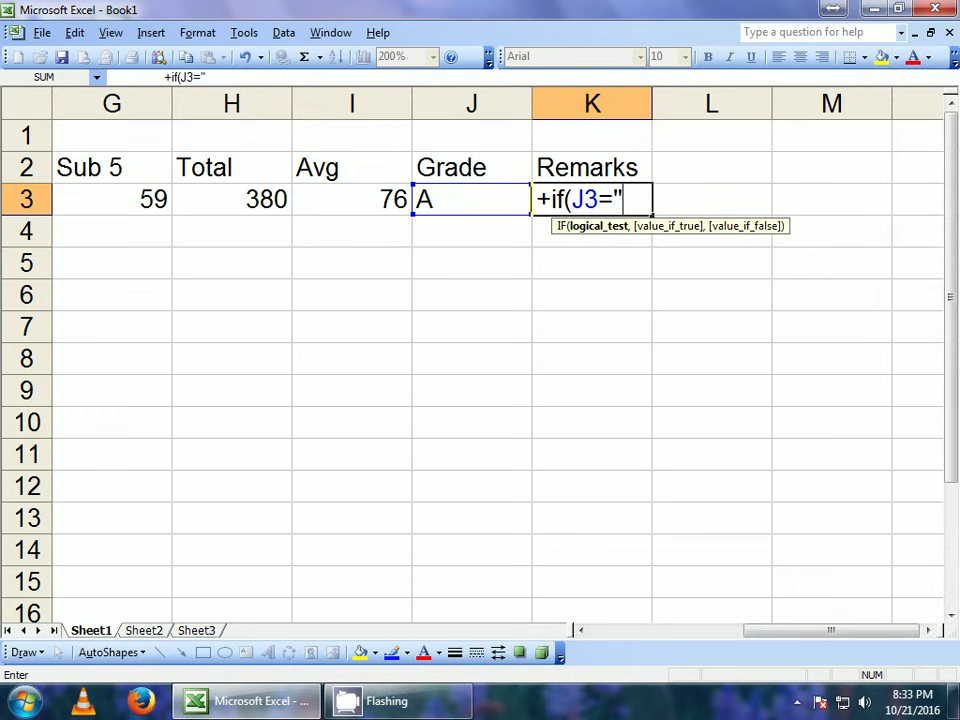 Microsoft Excel - Book1
File Edit View Insert Format Tools Data Window Help
Type a question for help
Σ 200% Arial 10 B I U A
SUM +if(J3="
G H I J K L M
1
2 Sub 5 Total Avg Grade Remarks
3 59 380 76 A +if(J3="
IF(logical_test, [value_if_true], [value_if_false])
4
5
6
7
8
9
10
11
12
13
14
15
16
Sheet1 Sheet2 Sheet3
Draw AutoShapes A
Enter NUM
Microsoft Excel - ... Flashing
8:33 PM
10/21/2016